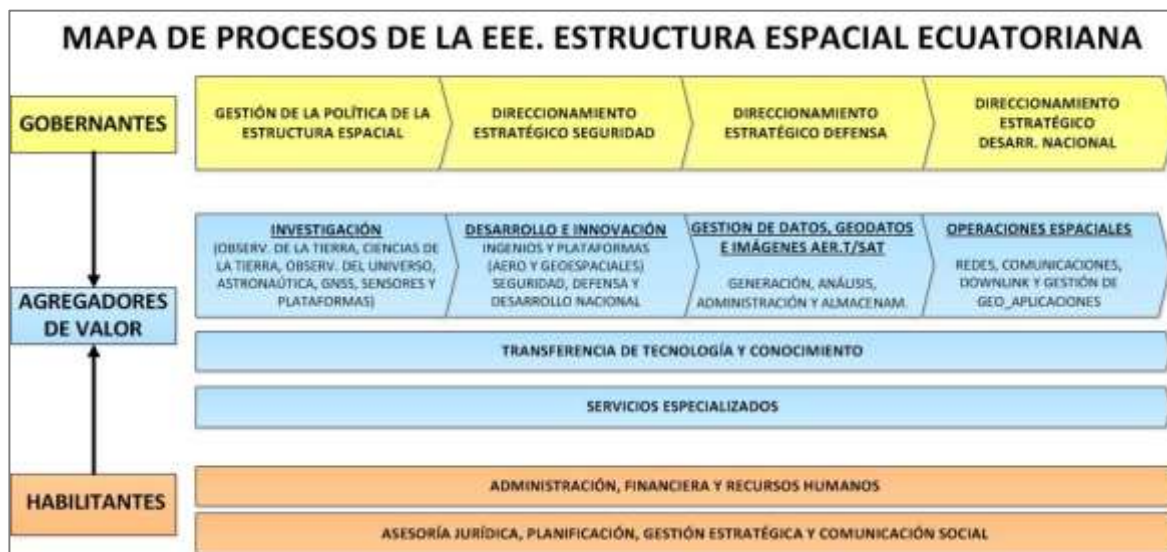 MAPA DE PROCESOS DE LA EEE. ESTRUCTURA ESPACIAL ECUATORIANA
GOBERNANTES
GESTIÓN DE LA POLÍTICA DE LA
ESTRUCTURA ESPACIAL
DIRECCIONAMIENTO
ESTRATÉGICO SEGURIDAD
DIRECCIONAMIENTO
ESTRATÉGICO DEFENSA
DIRECCIONAMIENTO
ESTRATÉGICO
DESARR. NACIONAL
AGREGADORES
DE VALOR
INVESTIGACIÓN
(OBSERV. DE LA TIERRA, CIENCIAS DE
LA TIERRA, OBSERV. DEL UNIVERSO,
ASTRONAÚTICA, GNSS, SENSORES Y
PLATAFORMAS)
DESARROLLO E INNOVACIÓN
INGENIOS Y PLATAFORMAS
(AERO Y GEOESPACIALES)
SEGURIDAD, DEFENSA Y
DESARROLLO NACIONAL
GESTION DE DATOS, GEODATOS
E IMÁGENES AER.T/SAT
GENERACIÓN, ANÁLISIS,
ADMINISTRACIÓN Y ALMACENAM.
OPERACIONES ESPACIALES
REDES, COMUNICACIONES,
DOWNLINK Y GESTIÓN DE
GEO_APLICACIONES
TRANSFERENCIA DE TECNOLOGÍA Y CONOCIMIENTO
SERVICIOS ESPECIALIZADOS
HABILITANTES
ADMINISTRACIÓN, FINANCIERA Y RECURSOS HUMANOS
ASESORÍA JURÍDICA, PLANIFICACIÓN, GESTIÓN ESTRATÉGICA Y COMUNICACIÓN SOCIAL